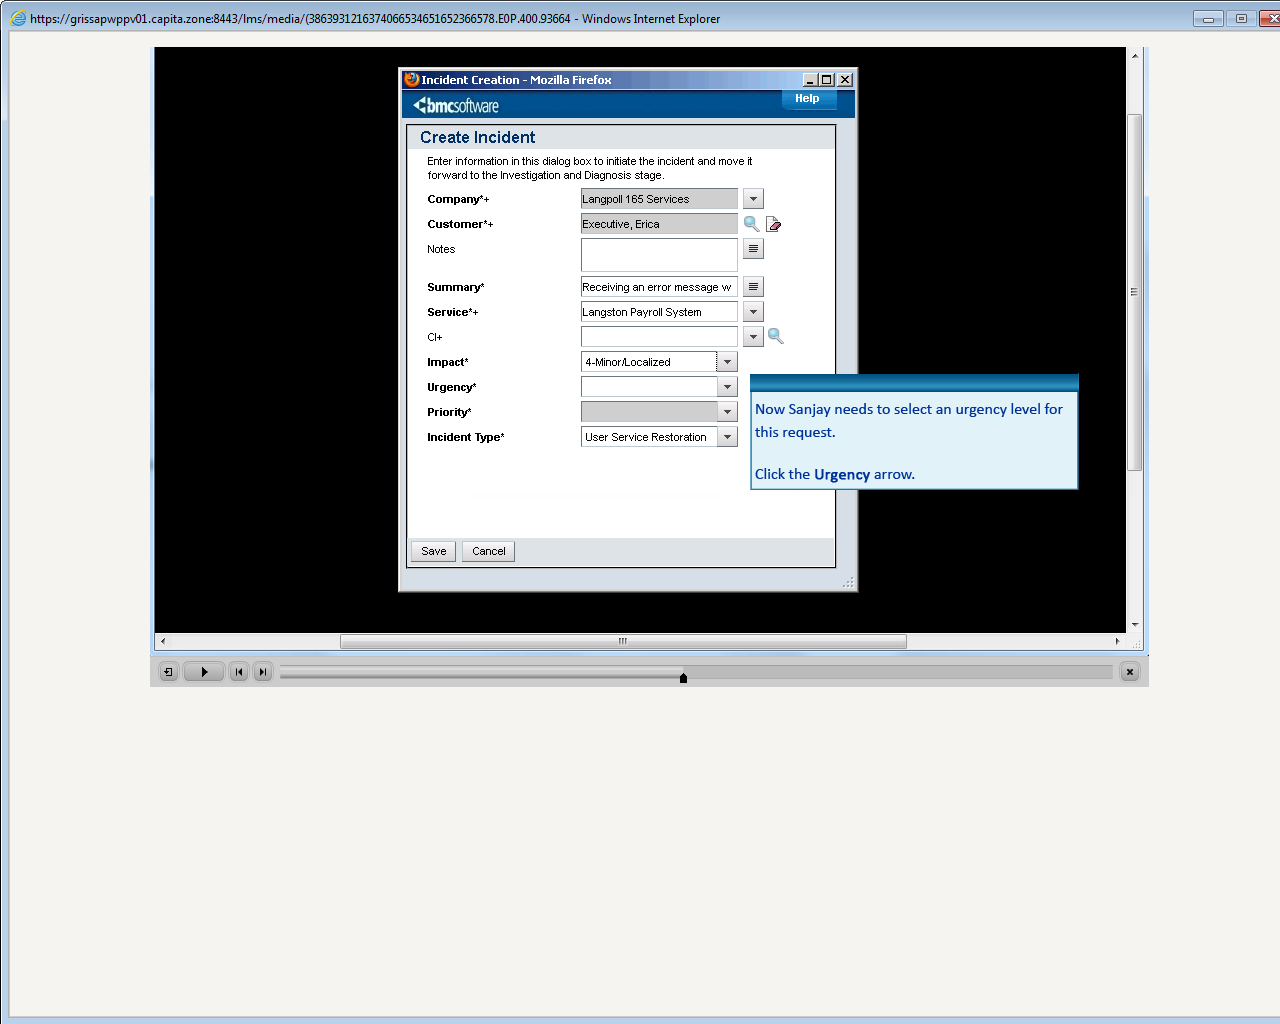 https://grissapwppv01.capita.zone:8443/lms/media/(3863931216374066534651652366578.E0P.400.93664 - Windows Internet Explorer
Incident Creation - Mozilla Firefox
bmcsoftware
Help
Create Incident
Enter information in this dialog box to initiate the incident and move it
forward to the Investigation and Diagnosis stage.
Company*+ Langpoll 165 Services
Customer*+ Executive, Erica
Notes
Summary* Receiving an error message w
Service*+ Langston Payroll System
CI+
Impact* 4-Minor/Localized
Urgency*
Priority*
Incident Type* User Service Restoration
Now Sanjay needs to select an urgency level for
this request.
Click the Urgency arrow.
Save Cancel